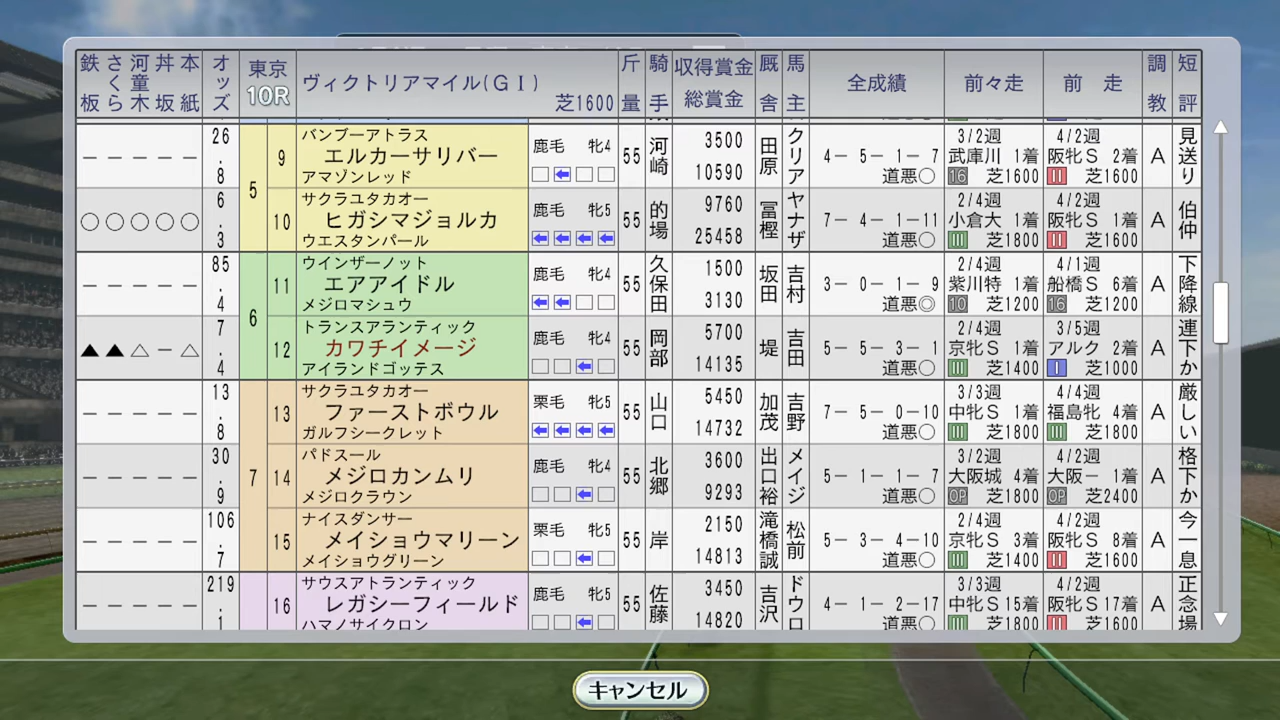 鉄板 さくら 河童木 丼坂 本紙 オッズ 東京 10R ヴィクトリアマイル(GⅠ) 芝1600 斤量 騎手 収得賞金 総賞金 厩舎 馬主 全成績 前々走 前走 調教 短評
5
－ － － － － 26.8 9 バンブーアトラス 鹿毛 牝4 55 河崎 3500 田原 クリア 4－ 5－ 1－ 7 3/2週 4/2週 A 見送り
エルカーサリバー 武庫川 1着 阪牝S 2着
アマゾンレッド 10590 道悪○ 16 芝1600 II 芝1600
○ ○ ○ ○ ○ 6.3 10 サクラユタカオー 鹿毛 牝5 55 的場 9760 冨樫 ヤナザ 7－ 4－ 1－11 2/4週 4/2週 A 伯仲
ヒガシマジョルカ 小倉大 1着 阪牝S 1着
ウエスタンパール 25458 道悪○ III 芝1800 II 芝1600
6
－ － － － － 85.4 11 ウインザーノット 鹿毛 牝4 55 久保田 1500 坂田 吉村 3－ 0－ 1－ 9 2/4週 4/1週 A 下降線
エアアイドル 紫川特 1着 船橋S 6着
メジロマシュウ 3130 道悪◎ 10 芝1200 16 芝1200
▲ ▲ △ － △ 7.4 12 トランスアランティック 鹿毛 牝4 55 岡部 5700 堤 吉田 5－ 5－ 3－ 1 2/4週 3/5週 A 連下か
カワチイメージ 京牝S 1着 アルク 2着
アイランドゴッテス 14135 道悪○ III 芝1400 I 芝1000
7
－ － － － － 13.8 13 サクラユタカオー 栗毛 牝5 55 山口 5450 加茂 吉野 7－ 5－ 0－10 3/3週 4/4週 A 厳しい
ファーストボウル 中牝S 1着 福島牝 4着
ガルフシークレット 14732 道悪○ III 芝1800 III 芝1800
－ － － － － 30.9 14 パドスール 鹿毛 牝4 55 北郷 3600 出口裕 メイジ 5－ 1－ 1－ 7 3/2週 4/2週 A 格下か
メジロカンムリ 大阪城 4着 大阪－ 1着
メジロクラウン 9293 道悪○ OP 芝1800 OP 芝2400
－ － － － － 106.7 15 ナイスダンサー 栗毛 牝5 55 岸 2150 滝橋誠 松前 5－ 3－ 4－10 2/4週 4/2週 A 今一息
メイショウマリーン 京牝S 3着 阪牝S 8着
メイショウグリーン 14813 道悪○ III 芝1400 II 芝1600
－ － － － － 219.1 16 サウスアトランティック 鹿毛 牝5 55 佐藤 3450 吉沢 ドウロ 4－ 1－ 2－17 3/3週 4/2週 A 正念場
レガシーフィールド 中牝S 15着 阪牝S 17着
ハマノサイクロン 14820 道悪○ III 芝1800 II 芝1600
キャンセル